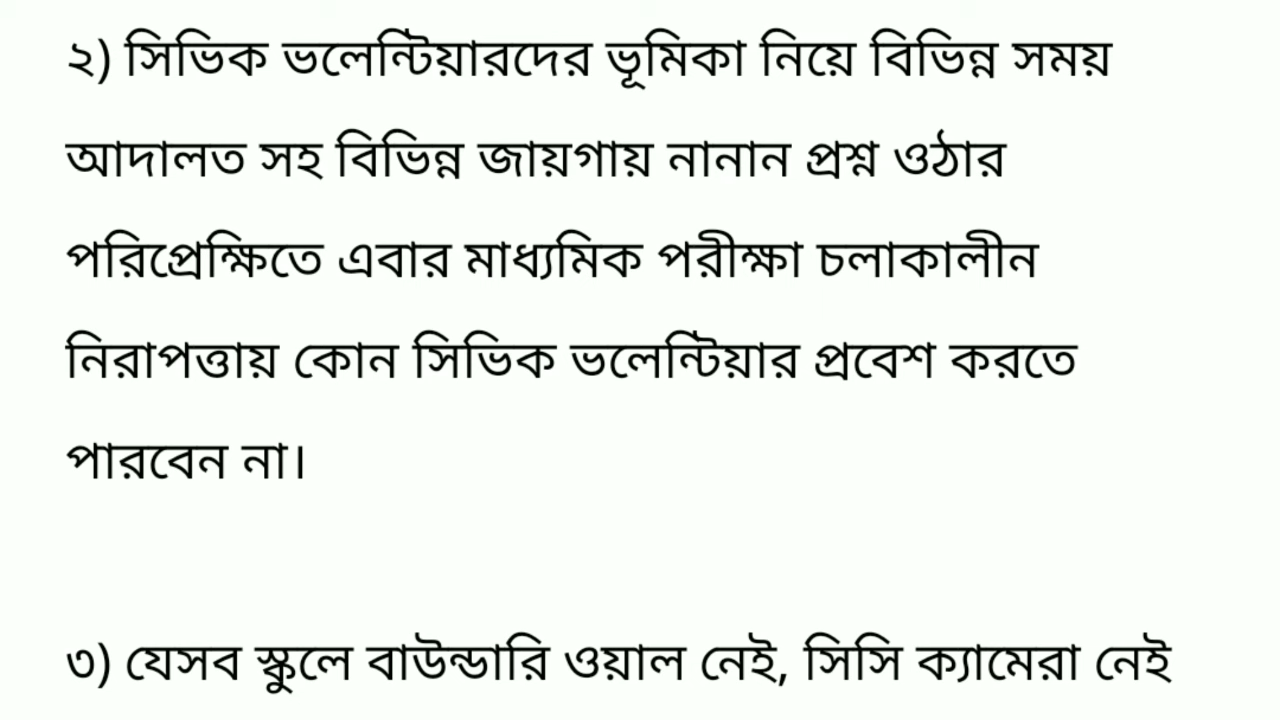 ২) সিভিক ভলেন্টিয়ারদের ভূমিকা নিয়ে বিভিন্ন সময়
আদালত সহ বিভিন্ন জায়গায় নানান প্রশ্ন ওঠার
পরিপ্রেক্ষিতে এবার মাধ্যমিক পরীক্ষা চলাকালীন
নিরাপত্তায় কোন সিভিক ভলেন্টিয়ার প্রবেশ করতে
পারবেন না।
৩) যেসব স্কুলে বাউন্ডারি ওয়াল নেই, সিসি ক্যামেরা নেই